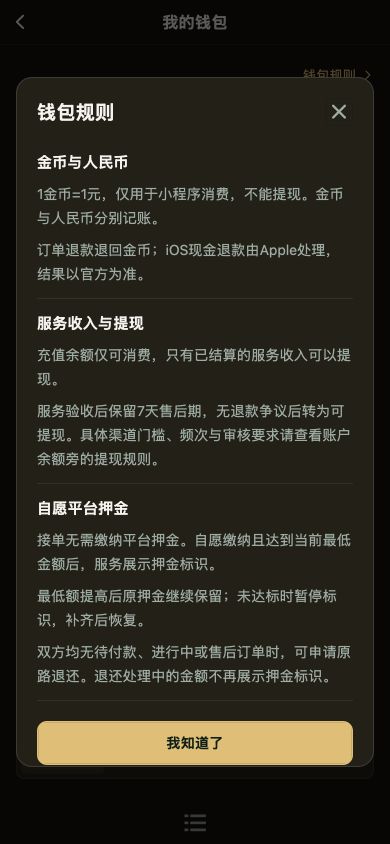 我的钱包
钱包规则
钱包规则
金币与人民币
1金币=1元，仅用于小程序消费，不能提现。金币
与人民币分别记账。
订单退款退回金币；iOS现金退款由Apple处理，
结果以官方为准。
服务收入与提现
充值余额仅可消费，只有已结算的服务收入可以提
现。
服务验收后保留7天售后期，无退款争议后转为可
提现。具体渠道门槛、频次与审核要求请查看账户
余额旁的提现规则。
自愿平台押金
接单无需缴纳平台押金。自愿缴纳且达到当前最低
金额后，服务展示押金标识。
最低额提高后原押金继续保留；未达标时暂停标
识，补齐后恢复。
双方均无待付款、进行中或售后订单时，可申请原
路退还。退还处理中的金额不再展示押金标识。
我知道了